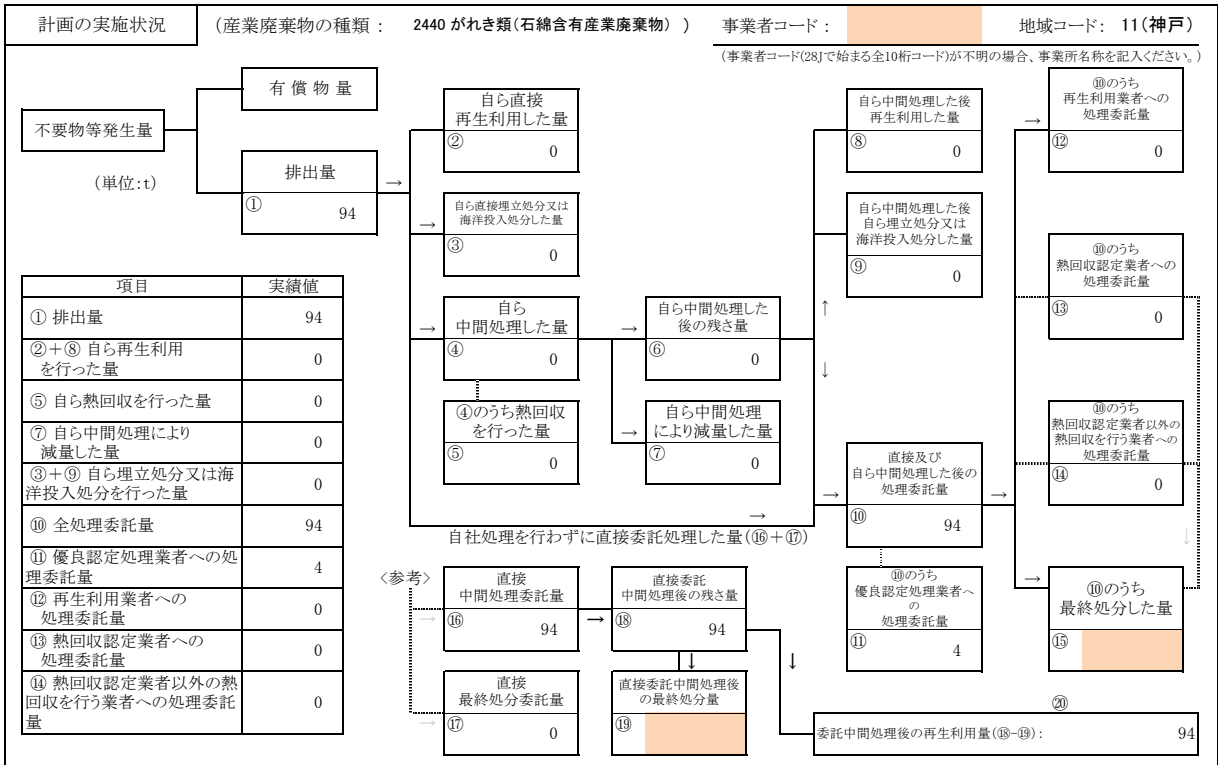 計画の実施状況
(産業廃棄物の種類： 2440 がれき類(石綿含有産業廃棄物) )
事業者コード：
地域コード： 11(神戸)
(事業者コード(28Jで始まる全10桁コード)が不明の場合、事業所名称を記入ください。)
不要物等発生量
(単位:t)
有償物量
排出量
→
① 94
自ら直接
再生利用した量
② 0
→
自ら直接埋立処分又は
海洋投入処分した量
③ 0
→
自ら
中間処理した量
④ 0
④のうち熱回収
を行った量
⑤ 0
→
自ら中間処理した
後の残さ量
⑥ 0
→
自ら中間処理
により減量した量
⑦ 0
自ら中間処理した後
再生利用した量
⑧ 0
自ら中間処理した後
自ら埋立処分又は
海洋投入処分した量
⑨ 0
↑
↓
→
直接及び
自ら中間処理した後の
処理委託量
⑩ 94
→
⑩のうち
優良認定処理業者へ
の
処理委託量
⑪ 4
→
⑩のうち
再生利用業者への
処理委託量
⑫ 0
⑩のうち
熱回収認定業者への
処理委託量
⑬ 0
⑩のうち
熱回収認定業者以外の
熱回収を行う業者への
処理委託量
⑭ 0
↓
→
⑩のうち
最終処分した量
⑮
項目 実績値
① 排出量 94
②＋⑧ 自ら再生利用
を行った量 0
⑤ 自ら熱回収を行った量 0
⑦ 自ら中間処理により
減量した量 0
③＋⑨ 自ら埋立処分又は海
洋投入処分を行った量 0
⑩ 全処理委託量 94
⑪ 優良認定処理業者への処
理委託量 4
⑫ 再生利用業者への
処理委託量 0
⑬ 熱回収認定業者への
処理委託量 0
⑭ 熱回収認定業者以外の熱
回収を行う業者への処理委託
量 0
→
自社処理を行わずに直接委託処理した量(⑯＋⑰)
〈参考〉
直接
中間処理委託量
→ ⑯ 94
→
直接委託
中間処理後の残さ量
⑱ 94
↓
↓
直接
最終処分委託量
→ ⑰ 0
直接委託中間処理後
の最終処分量
⑲
⑳
委託中間処理後の再生利用量(⑱-⑲)： 94